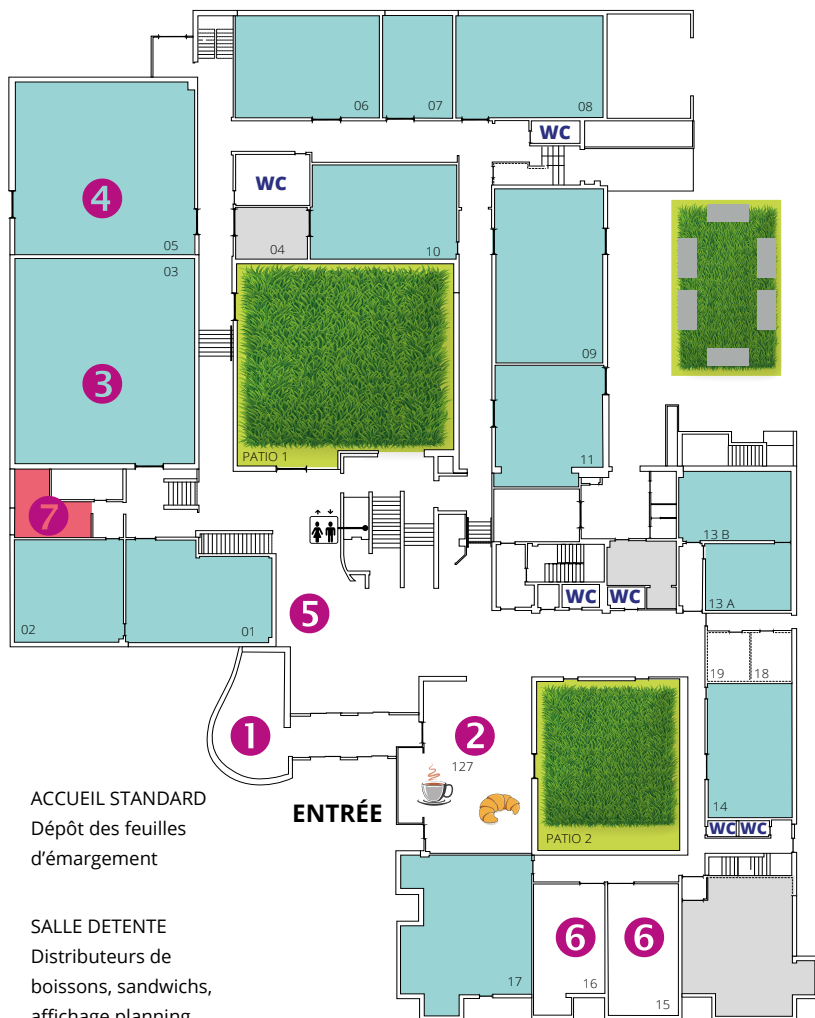 06
07
08
WC
WC
4
05
04
10
03
3
09
PATIO 1
11
7
13 B
WC
WC
13 A
02
01
5
19
18
1
2
127
14
ENTRÉE
WC
WC
PATIO 2
ACCUEIL STANDARD
Dépôt des feuilles
d’émargement
6
6
17
16
15
SALLE DETENTE
Distributeurs de
boissons, sandwichs,
affichage planning